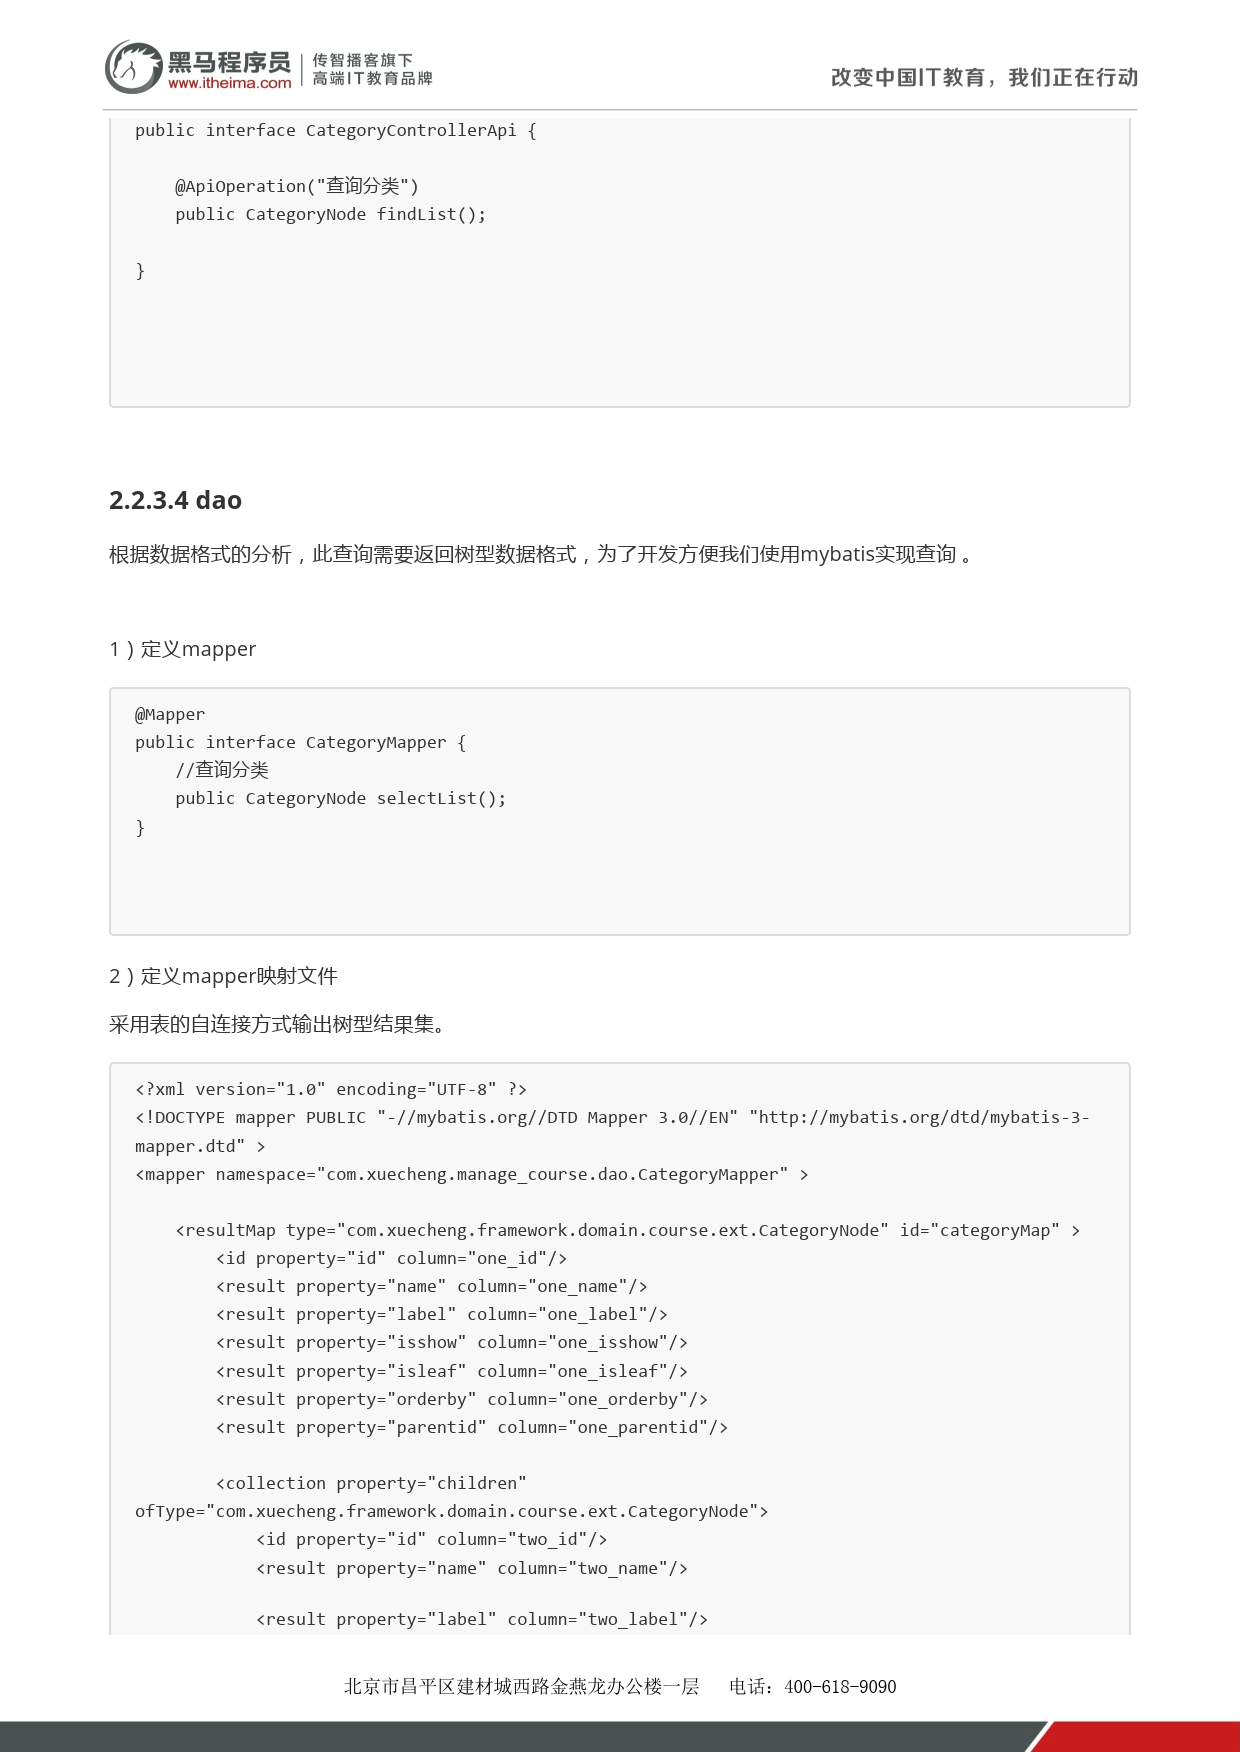 黑马程序员
www.itheima.com
传智播客旗下
高端IT教育品牌
改变中国IT教育，我们正在行动
public interface CategoryControllerApi {
    @ApiOperation("查询分类")
    public CategoryNode findList();
}
2.2.3.4 dao
根据数据格式的分析，此查询需要返回树型数据格式，为了开发方便我们使用mybatis实现查询 。
1）定义mapper
@Mapper
public interface CategoryMapper {
    //查询分类
    public CategoryNode selectList();
}
2）定义mapper映射文件
采用表的自连接方式输出树型结果集。
<?xml version="1.0" encoding="UTF-8" ?>
<!DOCTYPE mapper PUBLIC "-//mybatis.org//DTD Mapper 3.0//EN" "http://mybatis.org/dtd/mybatis-3-
mapper.dtd" >
<mapper namespace="com.xuecheng.manage_course.dao.CategoryMapper" >
    <resultMap type="com.xuecheng.framework.domain.course.ext.CategoryNode" id="categoryMap" >
        <id property="id" column="one_id"/>
        <result property="name" column="one_name"/>
        <result property="label" column="one_label"/>
        <result property="isshow" column="one_isshow"/>
        <result property="isleaf" column="one_isleaf"/>
        <result property="orderby" column="one_orderby"/>
        <result property="parentid" column="one_parentid"/>
        <collection property="children"
ofType="com.xuecheng.framework.domain.course.ext.CategoryNode">
            <id property="id" column="two_id"/>
            <result property="name" column="two_name"/>
            <result property="label" column="two_label"/>
北京市昌平区建材城西路金燕龙办公楼一层    电话：400-618-9090